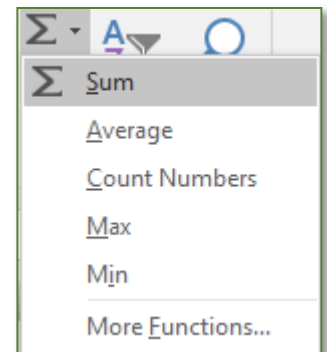 Σ A
Σ Sum
Average
Count Numbers
Max
Min
More Functions...